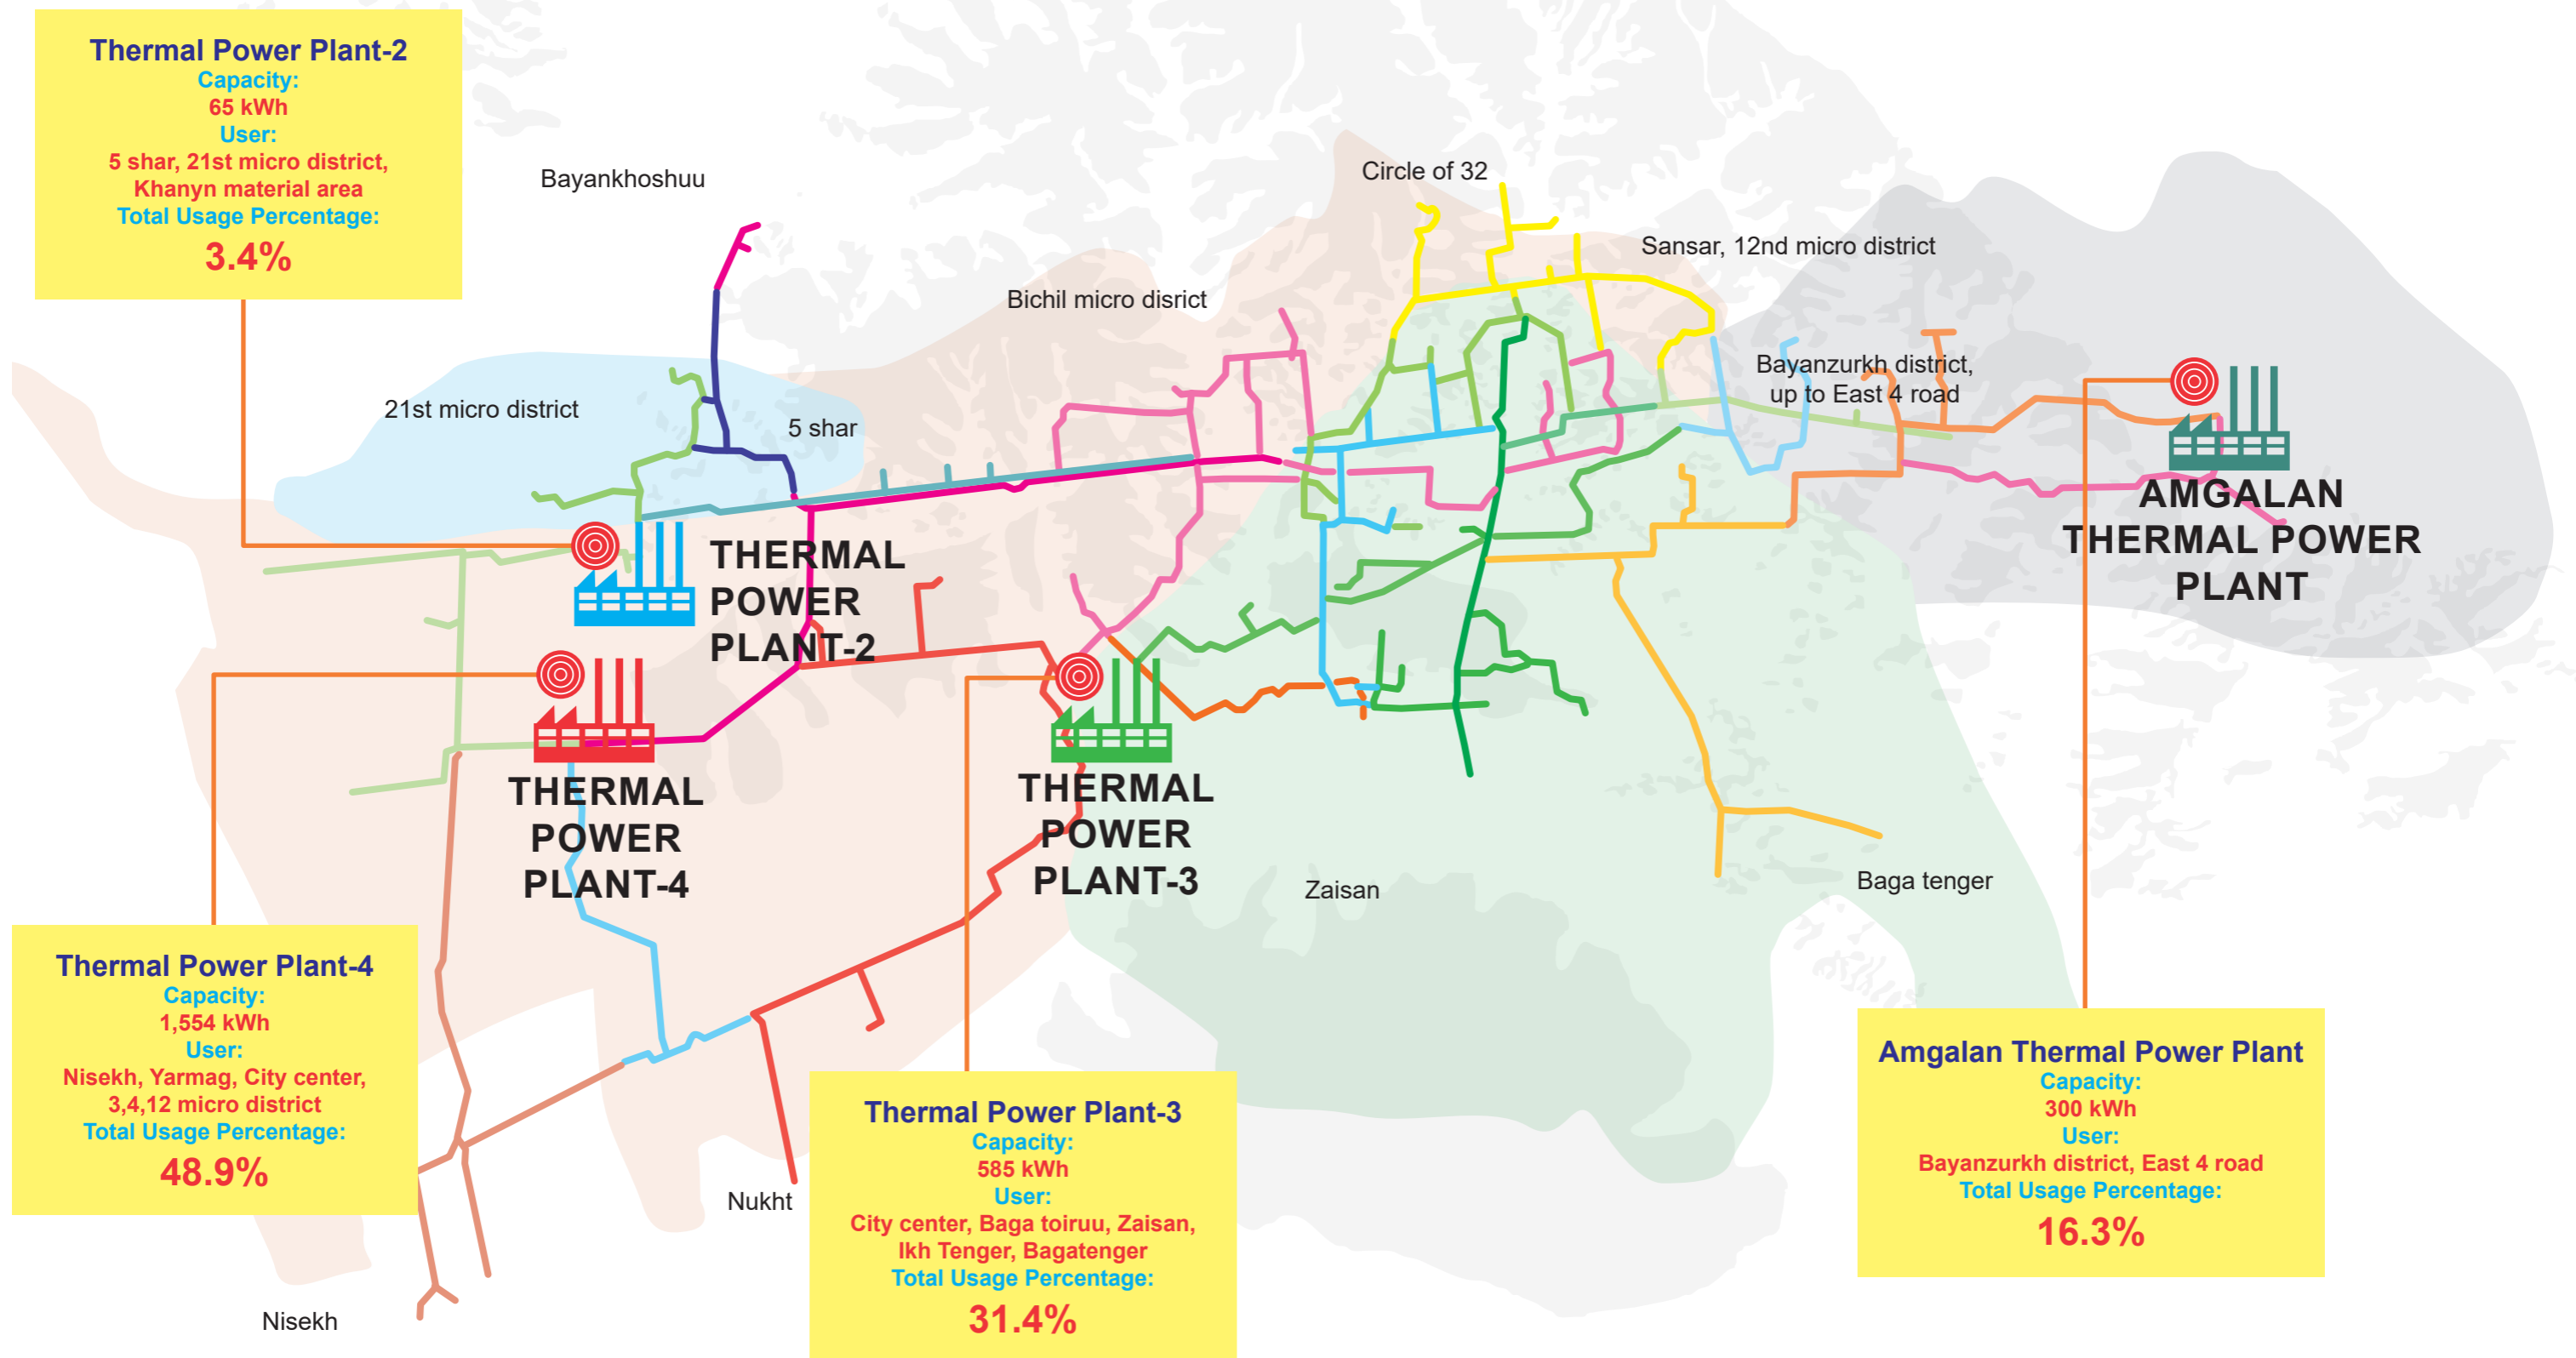 Thermal Power Plant-2
Capacity:
65 kWh
User:
5 shar, 21st micro district,
Khanyn material area
Total Usage Percentage:
3.4%
Bayankhoshuu
Circle of 32
Sansar, 12nd micro district
Bichil micro disrict
Bayanzurkh district,
up to East 4 road
21st micro district
5 shar
AMGALAN
THERMAL POWER
PLANT
THERMAL
POWER
PLANT-2
THERMAL
POWER
PLANT-4
THERMAL
POWER
PLANT-3
Zaisan
Baga tenger
Thermal Power Plant-4
Capacity:
1,554 kWh
User:
Nisekh, Yarmag, City center,
3,4,12 micro district
Total Usage Percentage:
48.9%
Thermal Power Plant-3
Capacity:
585 kWh
User:
City center, Baga toiruu, Zaisan,
Ikh Tenger, Bagatenger
Total Usage Percentage:
31.4%
Amgalan Thermal Power Plant
Capacity:
300 kWh
User:
Bayanzurkh district, East 4 road
Total Usage Percentage:
16.3%
Nukht
Nisekh